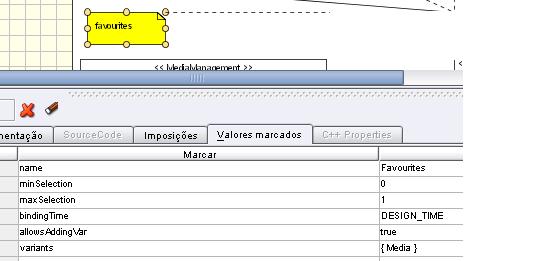 favourites
<< MediaManagement >>
mentação SourceCode Imposições Valores marcados C++ Properties
Marcar
name Favourites
minSelection 0
maxSelection 1
bindingTime DESIGN_TIME
allowsAddingVar true
variants { Media }